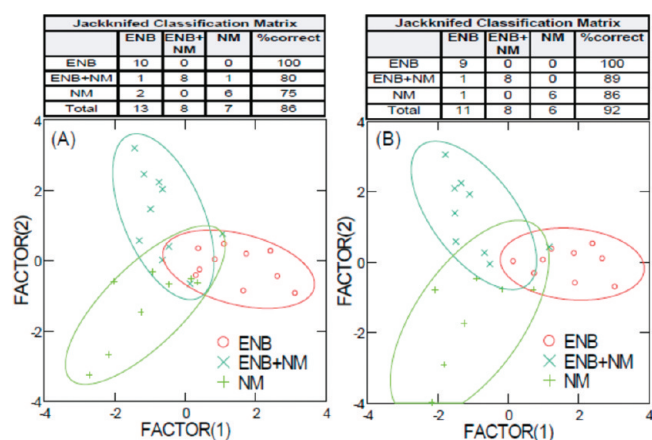 Jackknifed Classification Matrix
ENB ENB+ NM %correct
NM
ENB 10 0 0 100
ENB+NM 1 8 1 80
NM 2 0 6 75
Total 13 8 7 86
(A)
4
2
0
-2
-4
-4 -2 0 2 4
FACTOR(2)
FACTOR(1)
ENB
ENB+NM
NM
Jackknifed Classification Matrix
ENB ENB+ NM %correct
NM
ENB 9 0 0 100
ENB+NM 1 8 0 89
NM 1 0 6 86
Total 11 8 6 92
(B)
4
2
0
-2
-4
-4 -2 0 2 4
FACTOR(2)
FACTOR(1)
ENB
ENB+NM
NM